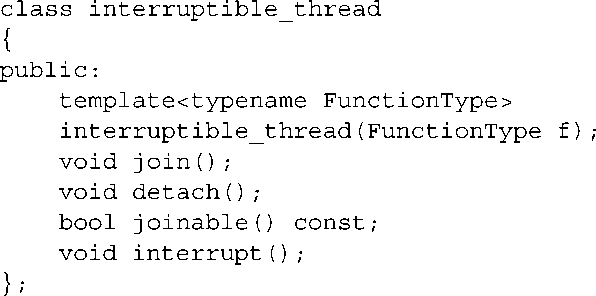 class interruptible_thread
{
public:
    template<typename FunctionType>
    interruptible_thread(FunctionType f);
    void join();
    void detach();
    bool joinable() const;
    void interrupt();
};